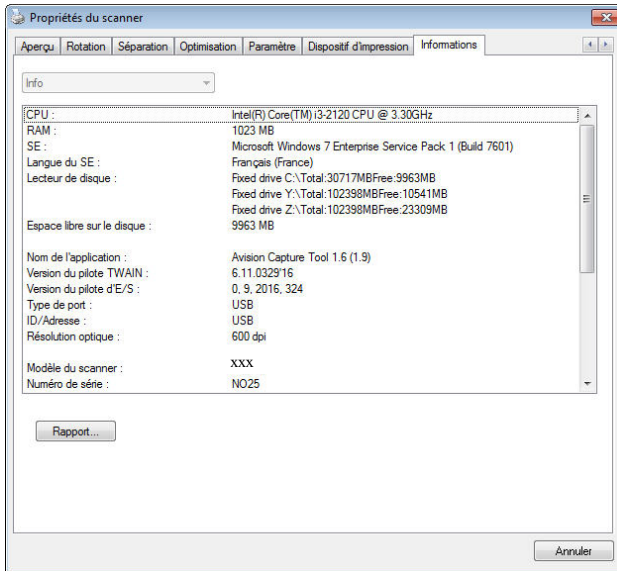 Propriétés du scanner
Aperçu Rotation Séparation Optimisation Paramètre Dispositif d'impression Informations
Info
CPU : Intel(R) Core(TM) i3-2120 CPU @ 3.30GHz
RAM : 1023 MB
SE : Microsoft Windows 7 Enterprise Service Pack 1 (Build 7601)
Langue du SE : Français (France)
Lecteur de disque : Fixed drive C:\Total:30717MBFree:9963MB
Fixed drive Y:\Total:102398MBFree:10541MB
Fixed drive Z:\Total:102398MBFree:23309MB
Espace libre sur le disque : 9963 MB
Nom de l'application : Avision Capture Tool 1.6 (1.9)
Version du pilote TWAIN : 6.11.0329'16
Version du pilote d'E/S : 0, 9, 2016, 324
Type de port : USB
ID/Adresse : USB
Résolution optique : 600 dpi
Modèle du scanner : XXX
Numéro de série : NO25
Rapport...
Annuler